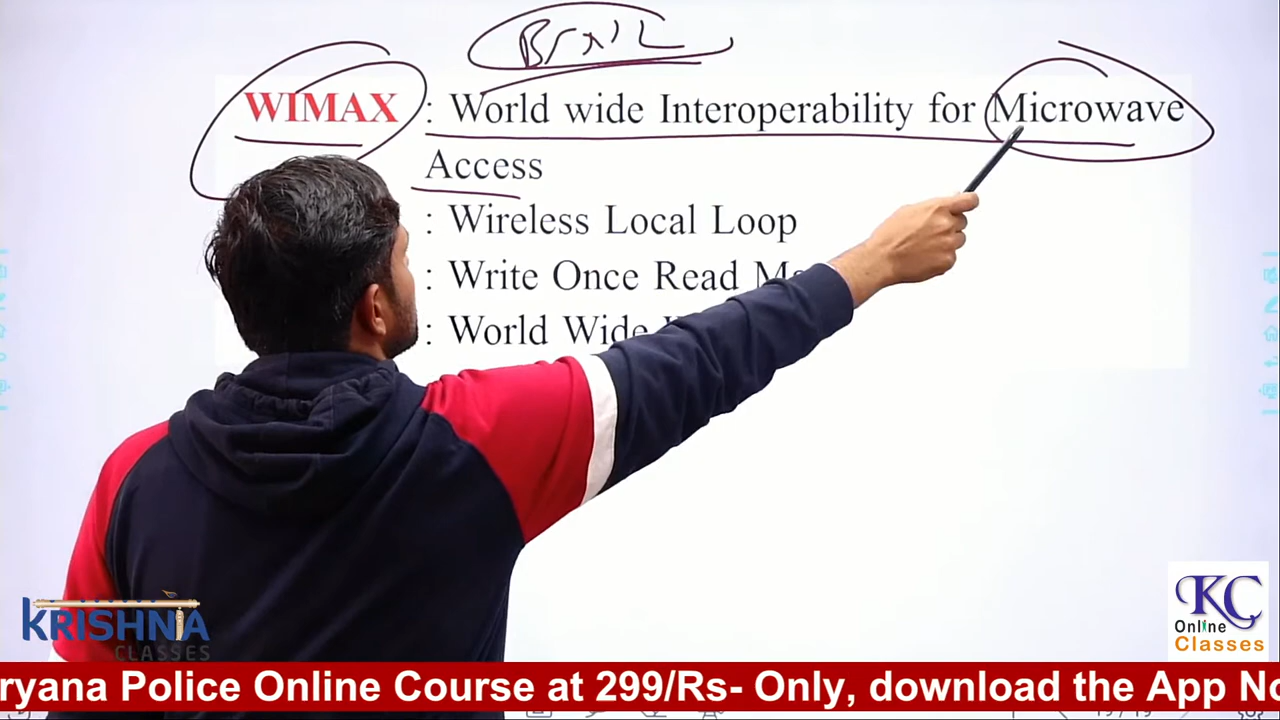 WIMAX : World wide Interoperability for Microwave
Access
: Wireless Local Loop
: Write Once Read
: World Wide
KRISHNA
CLASSES
KC
Online
Classes
ryana Police Online Course at 299/Rs- Only, download the App No